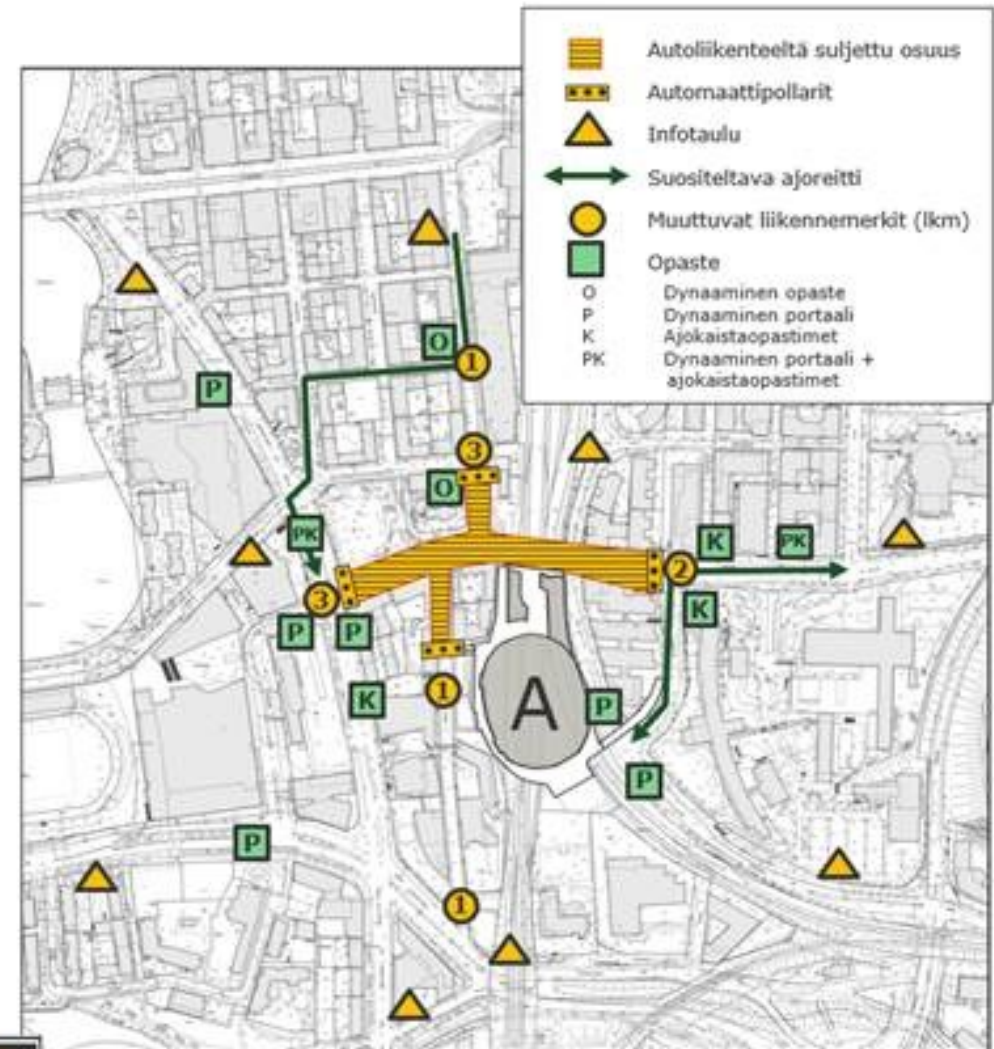 Autoliikenteeltä suljettu osuus
Automaattipollarit
Infotaulu
Suositeltava ajoreitti
Muuttuvat liikennemerkit (lkm)
Opaste
O Dynaaminen opaste
P Dynaaminen portaali
K Ajokaistaopastimet
PK Dynaaminen portaali +
ajokaistaopastimet
O
1
P
3
O
PK
K
PK
2
3
K
P
P
1
K
A
P
P
P
1